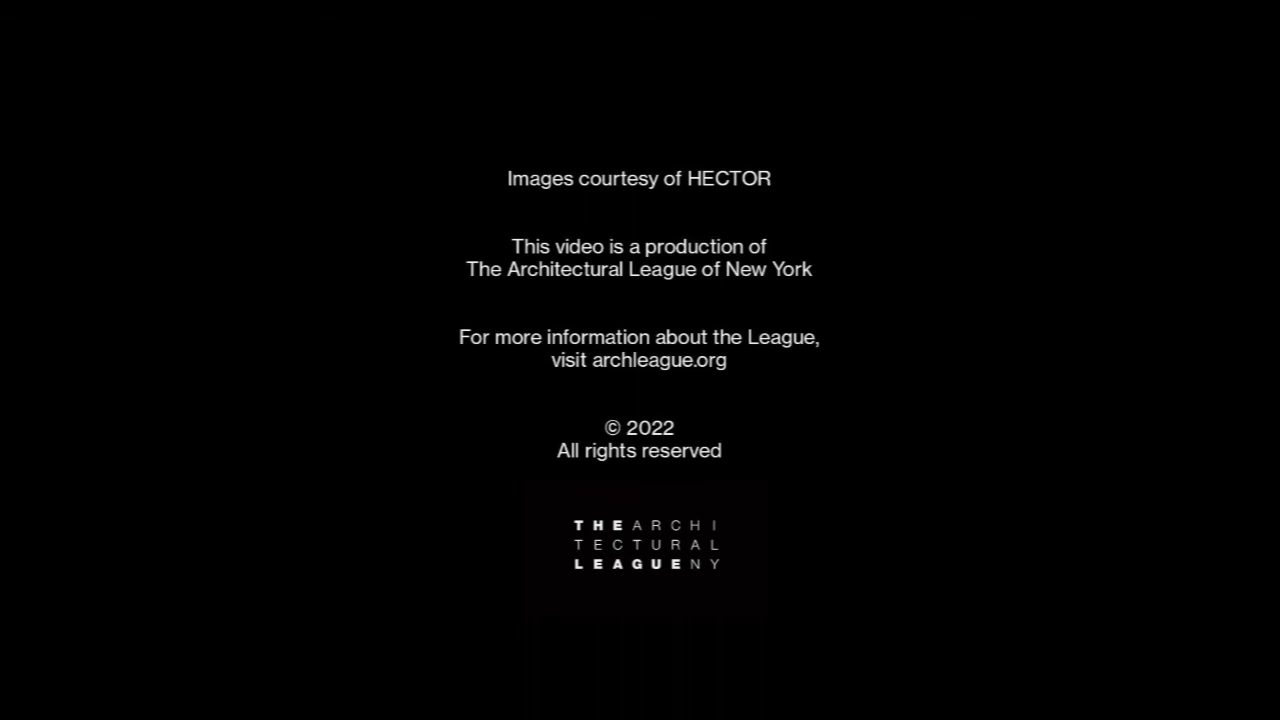 Images courtesy of HECTOR
This video is a production of
The Architectural League of New York
For more information about the League,
visit archleague.org
© 2022
All rights reserved
THEARCHI
TECTURAL
LEAGUENY